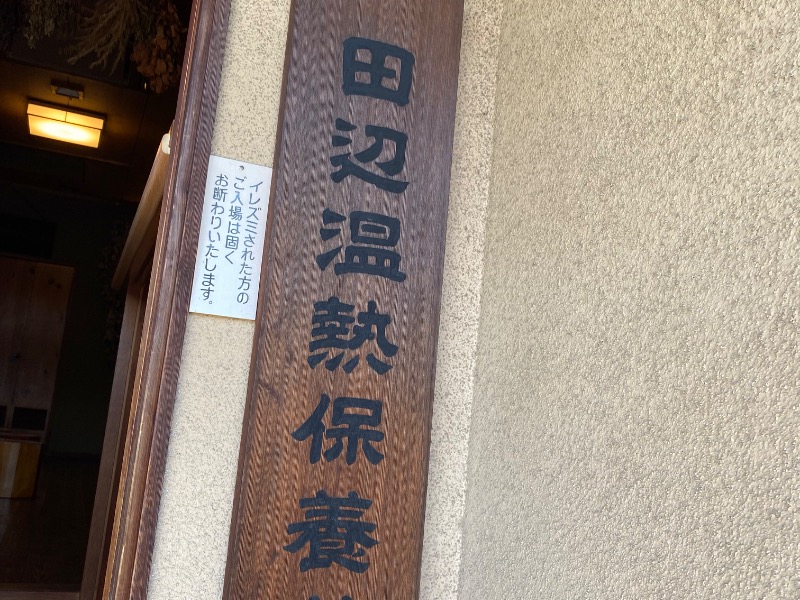 田辺温熱保養
イレズミされた方の
ご入場は固く
お断わりいたします。